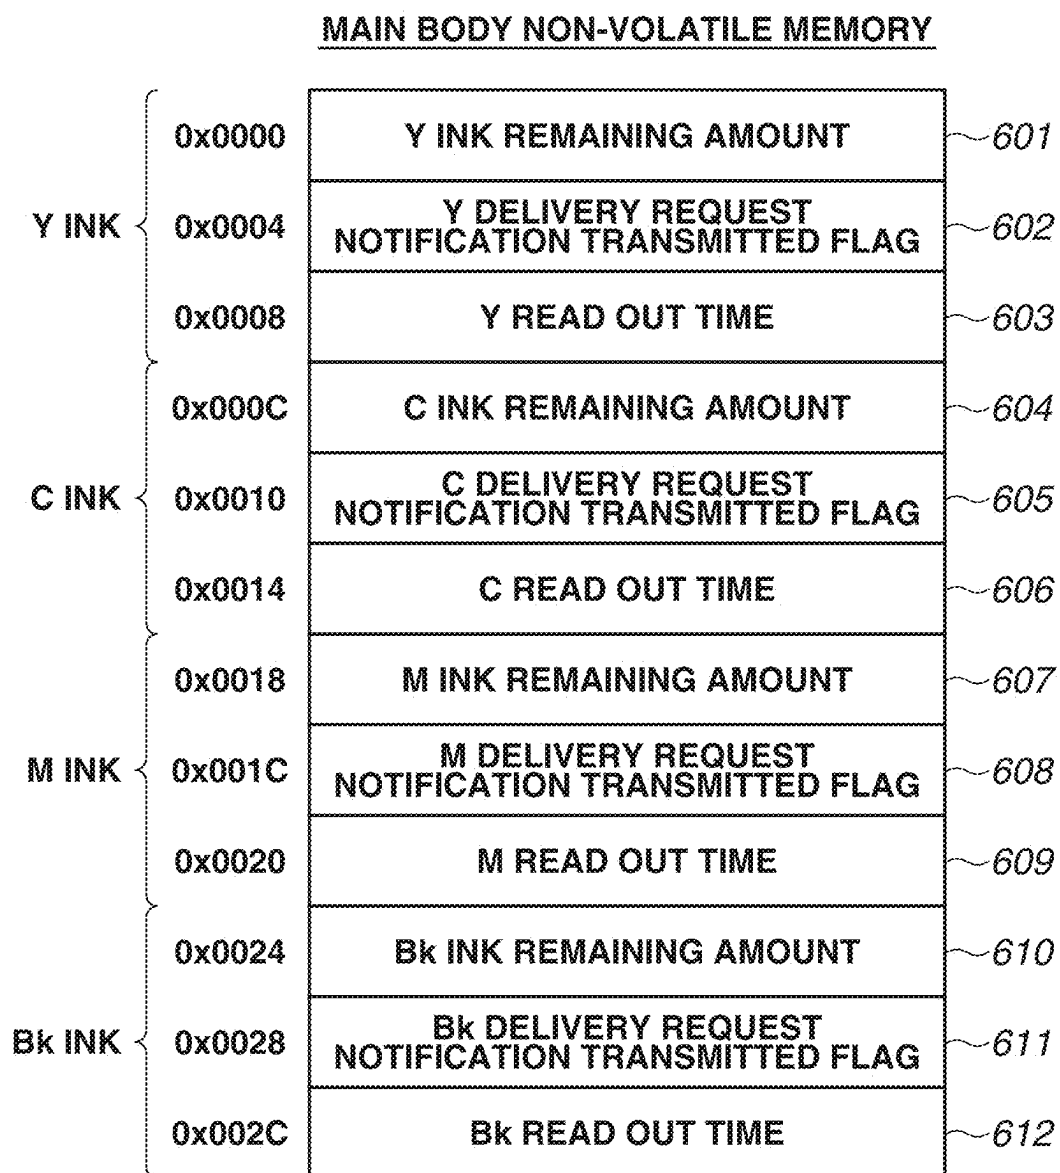 MAIN BODY NON-VOLATILE MEMORY
0x0000 Y INK REMAINING AMOUNT 601
Y INK 0x0004 Y DELIVERY REQUEST
NOTIFICATION TRANSMITTED FLAG 602
0x0008 Y READ OUT TIME 603
0x000C C INK REMAINING AMOUNT 604
C INK 0x0010 C DELIVERY REQUEST
NOTIFICATION TRANSMITTED FLAG 605
0x0014 C READ OUT TIME 606
0x0018 M INK REMAINING AMOUNT 607
M INK 0x001C M DELIVERY REQUEST
NOTIFICATION TRANSMITTED FLAG 608
0x0020 M READ OUT TIME 609
0x0024 Bk INK REMAINING AMOUNT 610
Bk INK 0x0028 Bk DELIVERY REQUEST
NOTIFICATION TRANSMITTED FLAG 611
0x002C Bk READ OUT TIME 612